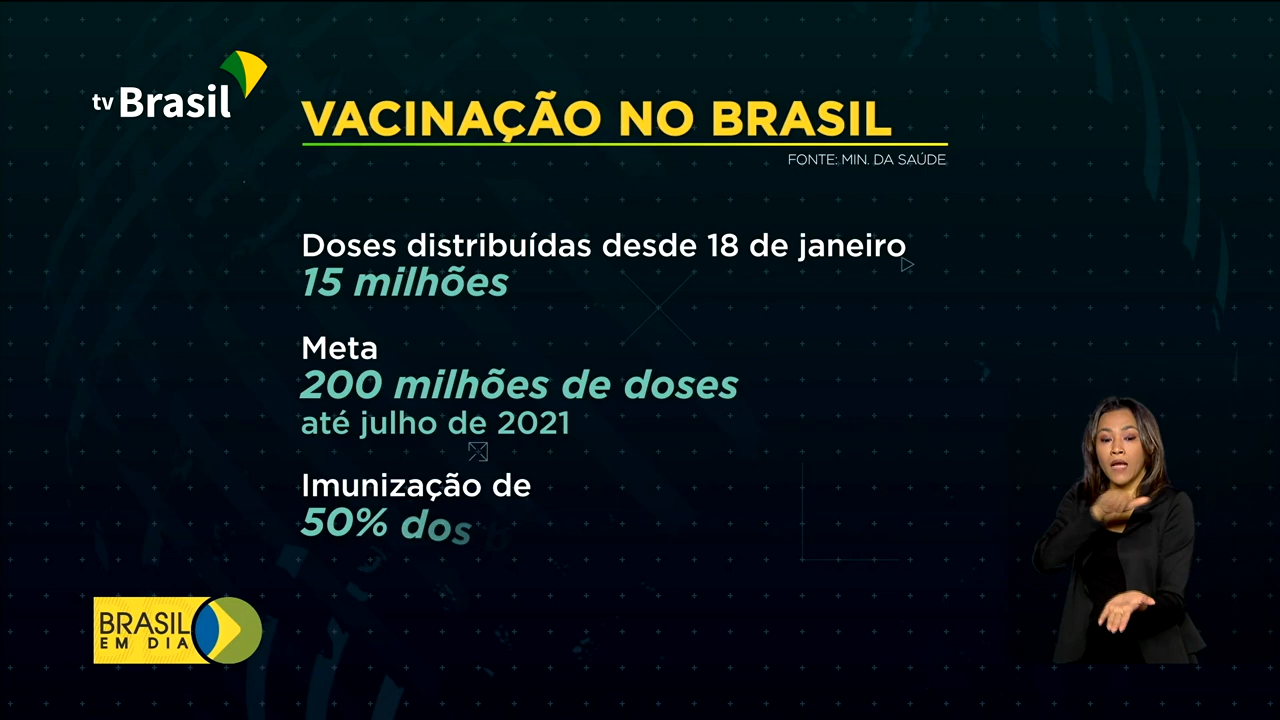 tv Brasil
VACINAÇÃO NO BRASIL
FONTE: MIN. DA SAÚDE
Doses distribuídas desde 18 de janeiro
15 milhões
Meta
200 milhões de doses
até julho de 2021
Imunização de
50% dos
BRASIL
EM DIA